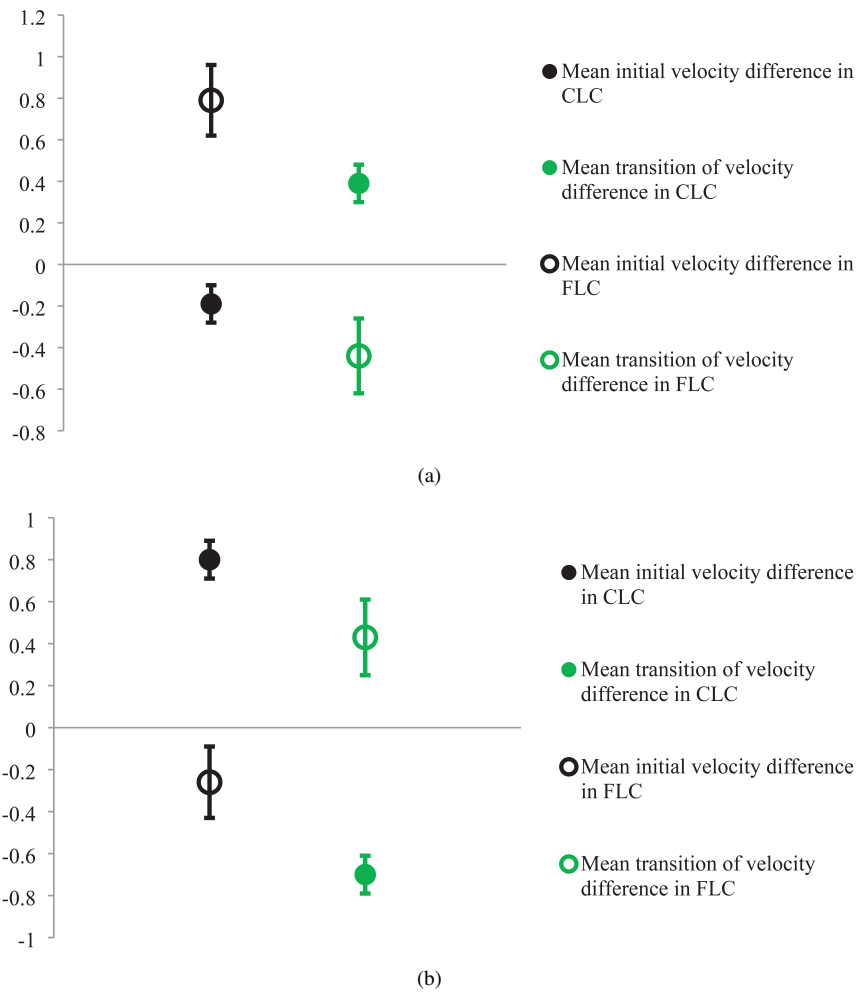 1.2
1
0.8
0.6
0.4
0.2
0
-0.2
-0.4
-0.6
-0.8
Mean initial velocity difference in
CLC
Mean transition of velocity
difference in CLC
Mean initial velocity difference in
FLC
Mean transition of velocity
difference in FLC
(a)
1
0.8
0.6
0.4
0.2
0
-0.2
-0.4
-0.6
-0.8
-1
Mean initial velocity difference
in CLC
Mean transition of velocity
difference in CLC
Mean initial velocity difference
in FLC
Mean transition of velocity
difference in FLC
(b)